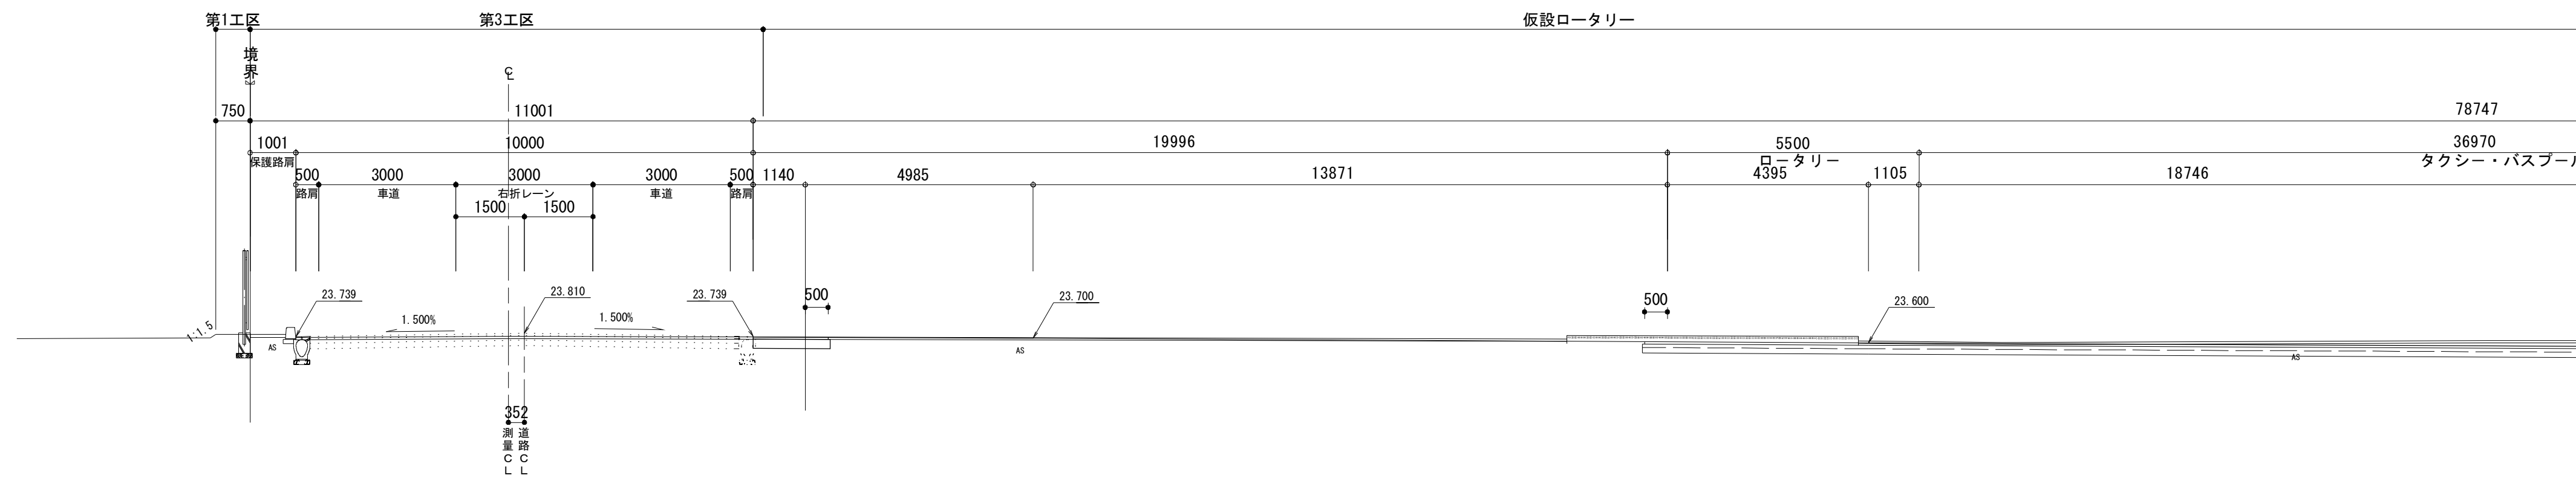 第1工区 第3工区 仮設ロータリー
境界
CL
750 11001 78747
1001 10000 19996 5500 36970
保護路肩 ロータリー タクシー・バスプール
500 3000 3000 3000 500 1140 4985 13871 4395 1105 18746
路肩 車道 右折レーン 車道 路肩
1500 1500
23.739 23.810 23.739 23.700 500 500 23.600
1:1.5 1.500% 1.500%
AS AS AS
352
測量CL
道路CL